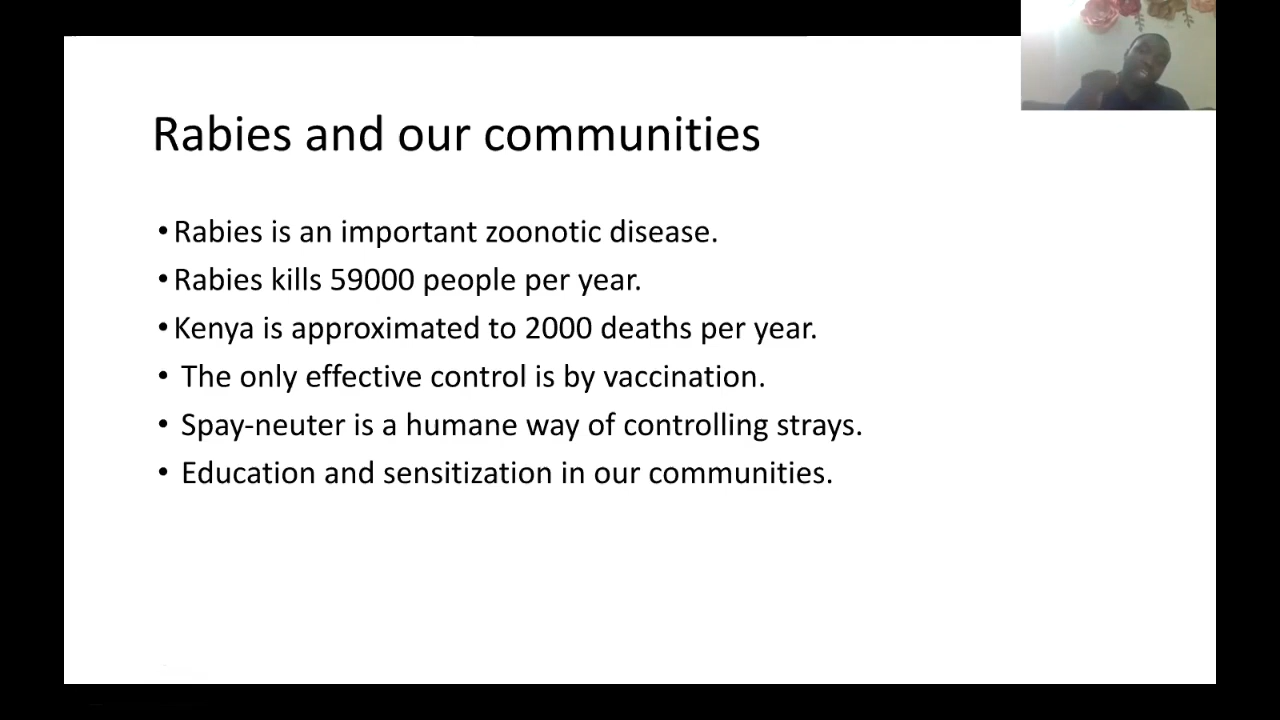 Rabies and our communities
•Rabies is an important zoonotic disease.
•Rabies kills 59000 people per year.
•Kenya is approximated to 2000 deaths per year.
• The only effective control is by vaccination.
• Spay-neuter is a humane way of controlling strays.
• Education and sensitization in our communities.